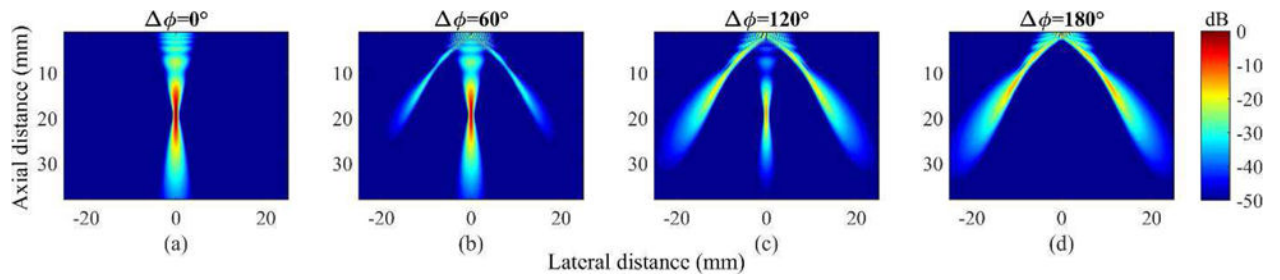 Δϕ=0° Δϕ=60° Δϕ=120° Δϕ=180° dB
Axial distance (mm)
10 10 10 10
20 20 20 20
30 30 30 30
0
-10
-20
-30
-40
-50
-20 0 20 -20 0 20 -20 0 20 -20 0 20
(a) (b) (c) (d)
Lateral distance (mm)